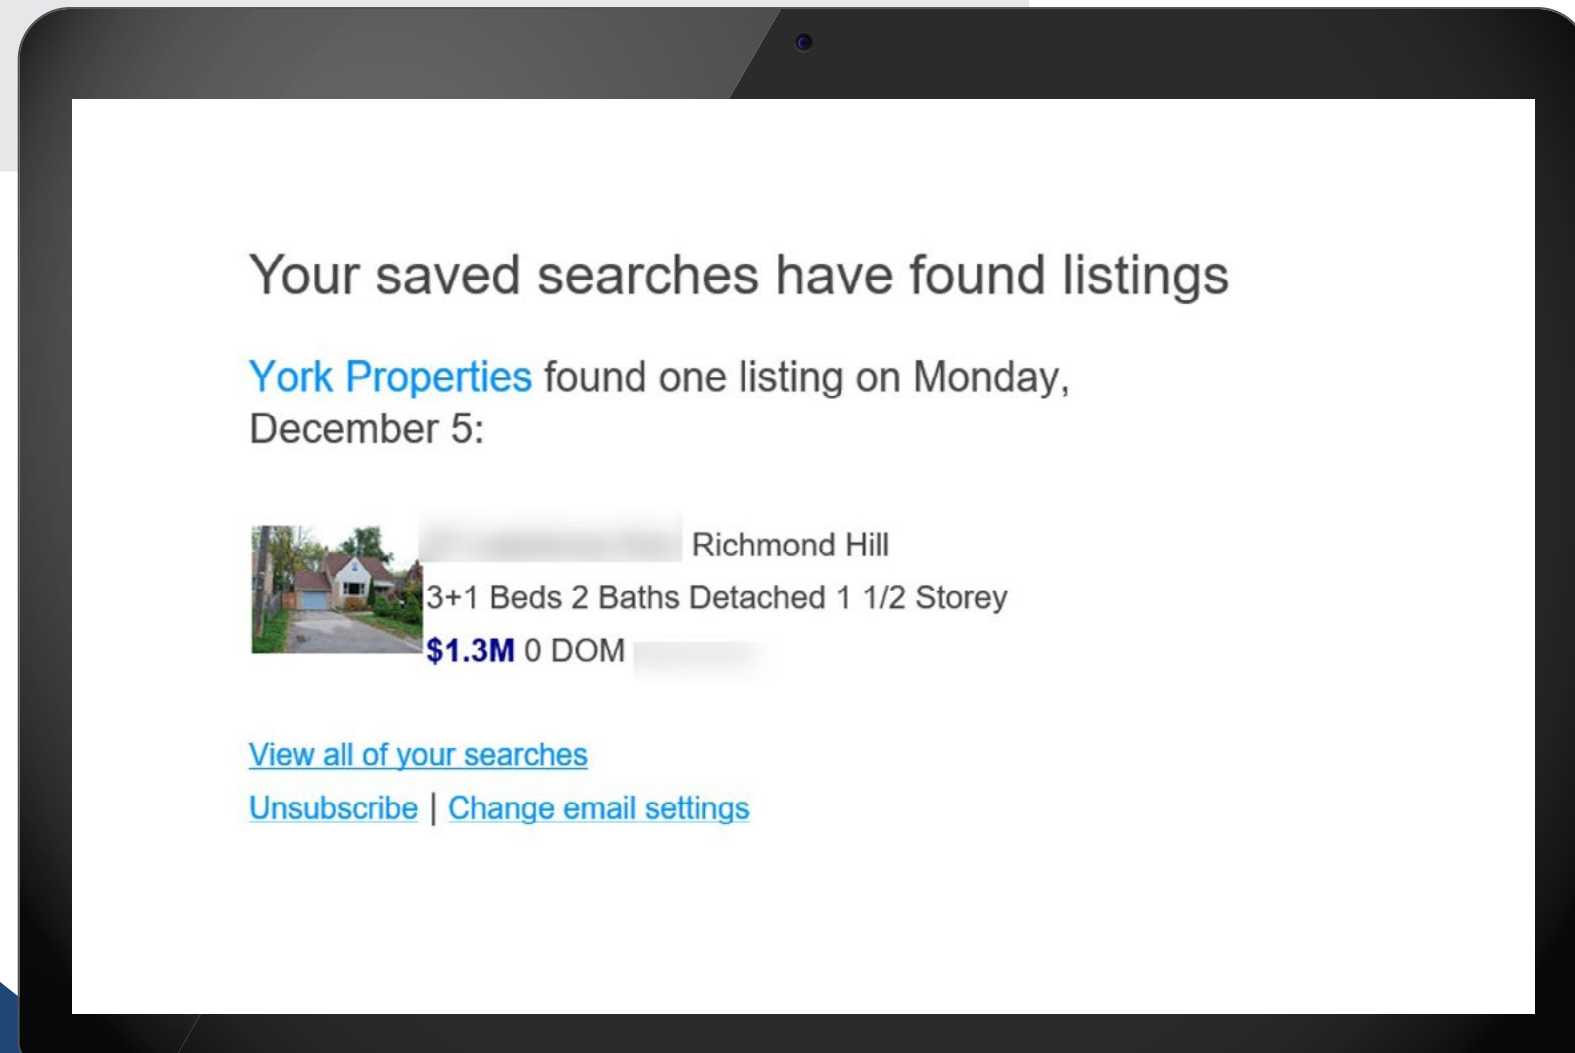 Your saved searches have found listings
York Properties found one listing on Monday,
December 5:
Richmond Hill
3+1 Beds 2 Baths Detached 1 1/2 Storey
$1.3M 0 DOM
View all of your searches
Unsubscribe | Change email settings